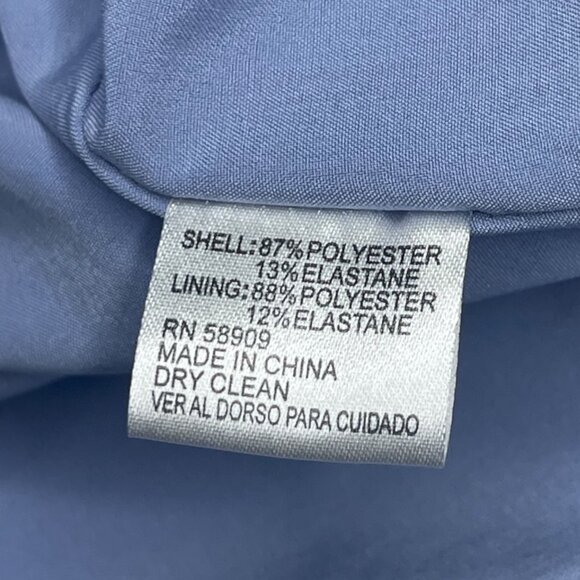 SHELL: 87% POLYESTER
13% ELASTANE
LINING: 88% POLYESTER
12% ELASTANE
RN 58909
MADE IN CHINA
DRY CLEAN
VER AL DORSO PARA CUIDADO